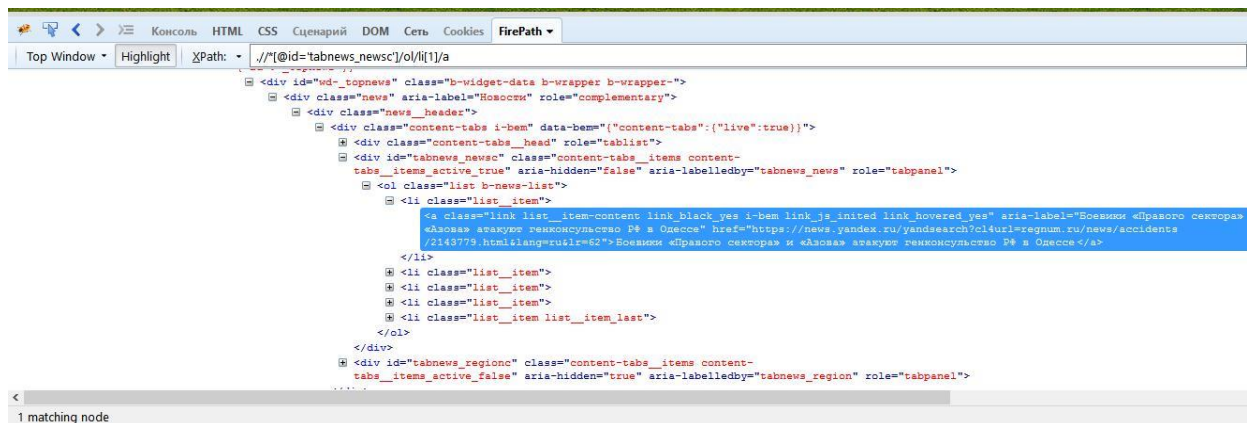 Консоль HTML CSS Сценарий DOM Сеть Cookies FirePath
Top Window Highlight XPath: .//*[@id='tabnews_newsc']/ol/li[1]/a
<div id="wd-_topnews" class="b-widget-data b-wrapper b-wrapper-">
<div class="news" aria-label="Новости" role="complementary">
<div class="news__header">
<div class="content-tabs i-bem" data-bem="{"content-tabs":{"live":true}}">
<div class="content-tabs__head" role="tablist">
<div id="tabnews_newsc" class="content-tabs__items content-
tabs__items_active_true" aria-hidden="false" aria-labelledby="tabnews_news" role="tabpanel">
<ol class="list b-news-list">
<li class="list__item">
<a class="link list__item-content link_black_yes i-bem link_js_inited link_hovered_yes" aria-label="Боевики «Правого сектора»
«Азова» атакуют генконсульство РФ в Одессе" href="https://news.yandex.ru/yandsearch?cl4url=regnum.ru/news/accidents
/2143779.html&lang=ru&lr=62">Боевики «Правого сектора» и «Азова» атакуют генконсульство РФ в Одессе</a>
</li>
<li class="list__item">
<li class="list__item">
<li class="list__item">
<li class="list__item list__item_last">
</ol>
</div>
<div id="tabnews_regionc" class="content-tabs__items content-
tabs__items_active_false" aria-hidden="true" aria-labelledby="tabnews_region" role="tabpanel">
1 matching node